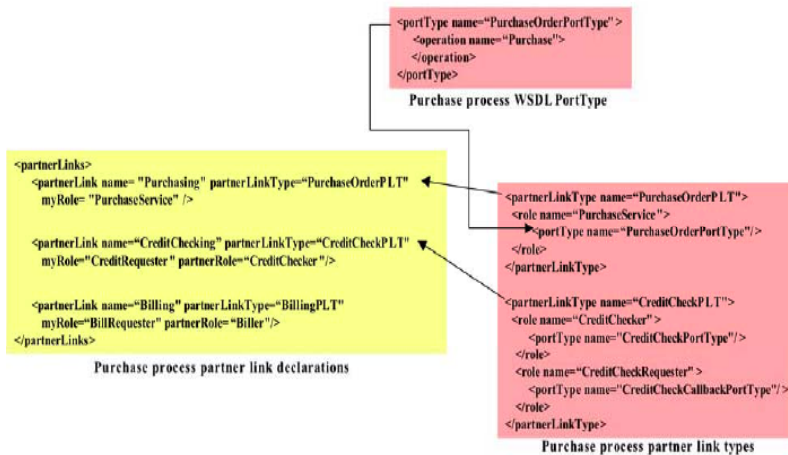 <portType name=“PurchaseOrderPortType”>
<operation name=“Purchase”>
</operation>
</portType>
Purchase process WSDL PortType
<partnerLinks>
<partnerLink name= "Purchasing" partnerLinkType=“PurchaseOrderPLT”
myRole= "PurchaseService" />
<partnerLink name=“CreditChecking” partnerLinkType=“CreditCheckPLT”
myRole="CreditRequester" partnerRole=“CreditChecker”/>
<partnerLink name=“Billing” partnerLinkType=“BillingPLT”
myRole=“BillRequester” partnerRole=“Biller”/>
</partnerLinks>
Purchase process partner link declarations
<partnerLinkType name=“PurchaseOrderPLT”>
<role name=“PurchaseService”>
<portType name=“PurchaseOrderPortType”/>
</role>
</partnerLinkType>
<partnerLinkType name=“CreditCheckPLT”>
<role name=“CreditChecker”>
<portType name=“CreditCheckPortType”/>
</role>
<role name=“CreditCheckRequester”>
<portType name=“CreditCheckCallbackPortType”/>
</role>
</partnerLinkType>
Purchase process partner link types